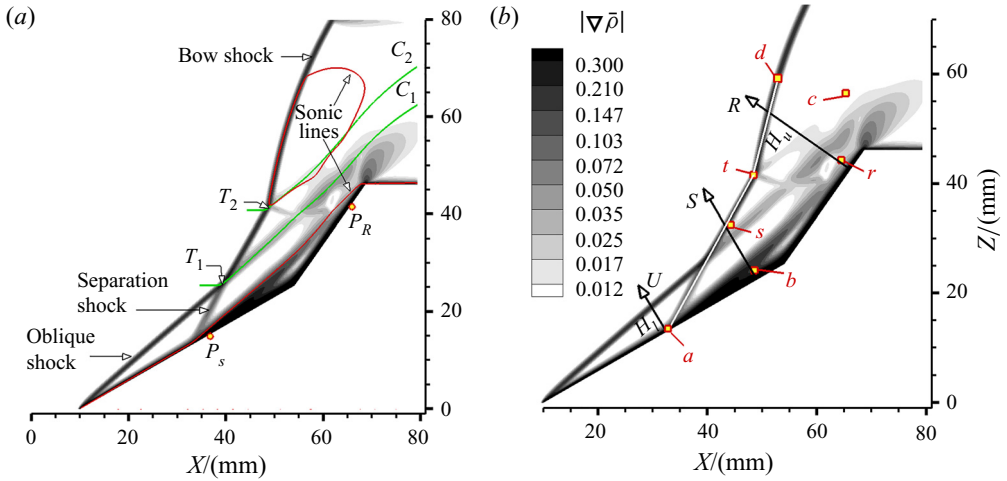 (a)
Bow shock
C2
C1
Sonic
lines
T2
T1
PR
Separation
shock
Oblique
shock
Ps
80
60
40
20
0
0
20
40
60
80
X/(mm)
(b)
|∇ρ̄|
0.300
0.210
0.147
0.103
0.072
0.050
0.035
0.025
0.017
0.012
d
c
R
Hu
t
r
S
s
U
b
Hl
a
80
60
40
20
0
Z/(mm)
20
40
60
80
X/(mm)